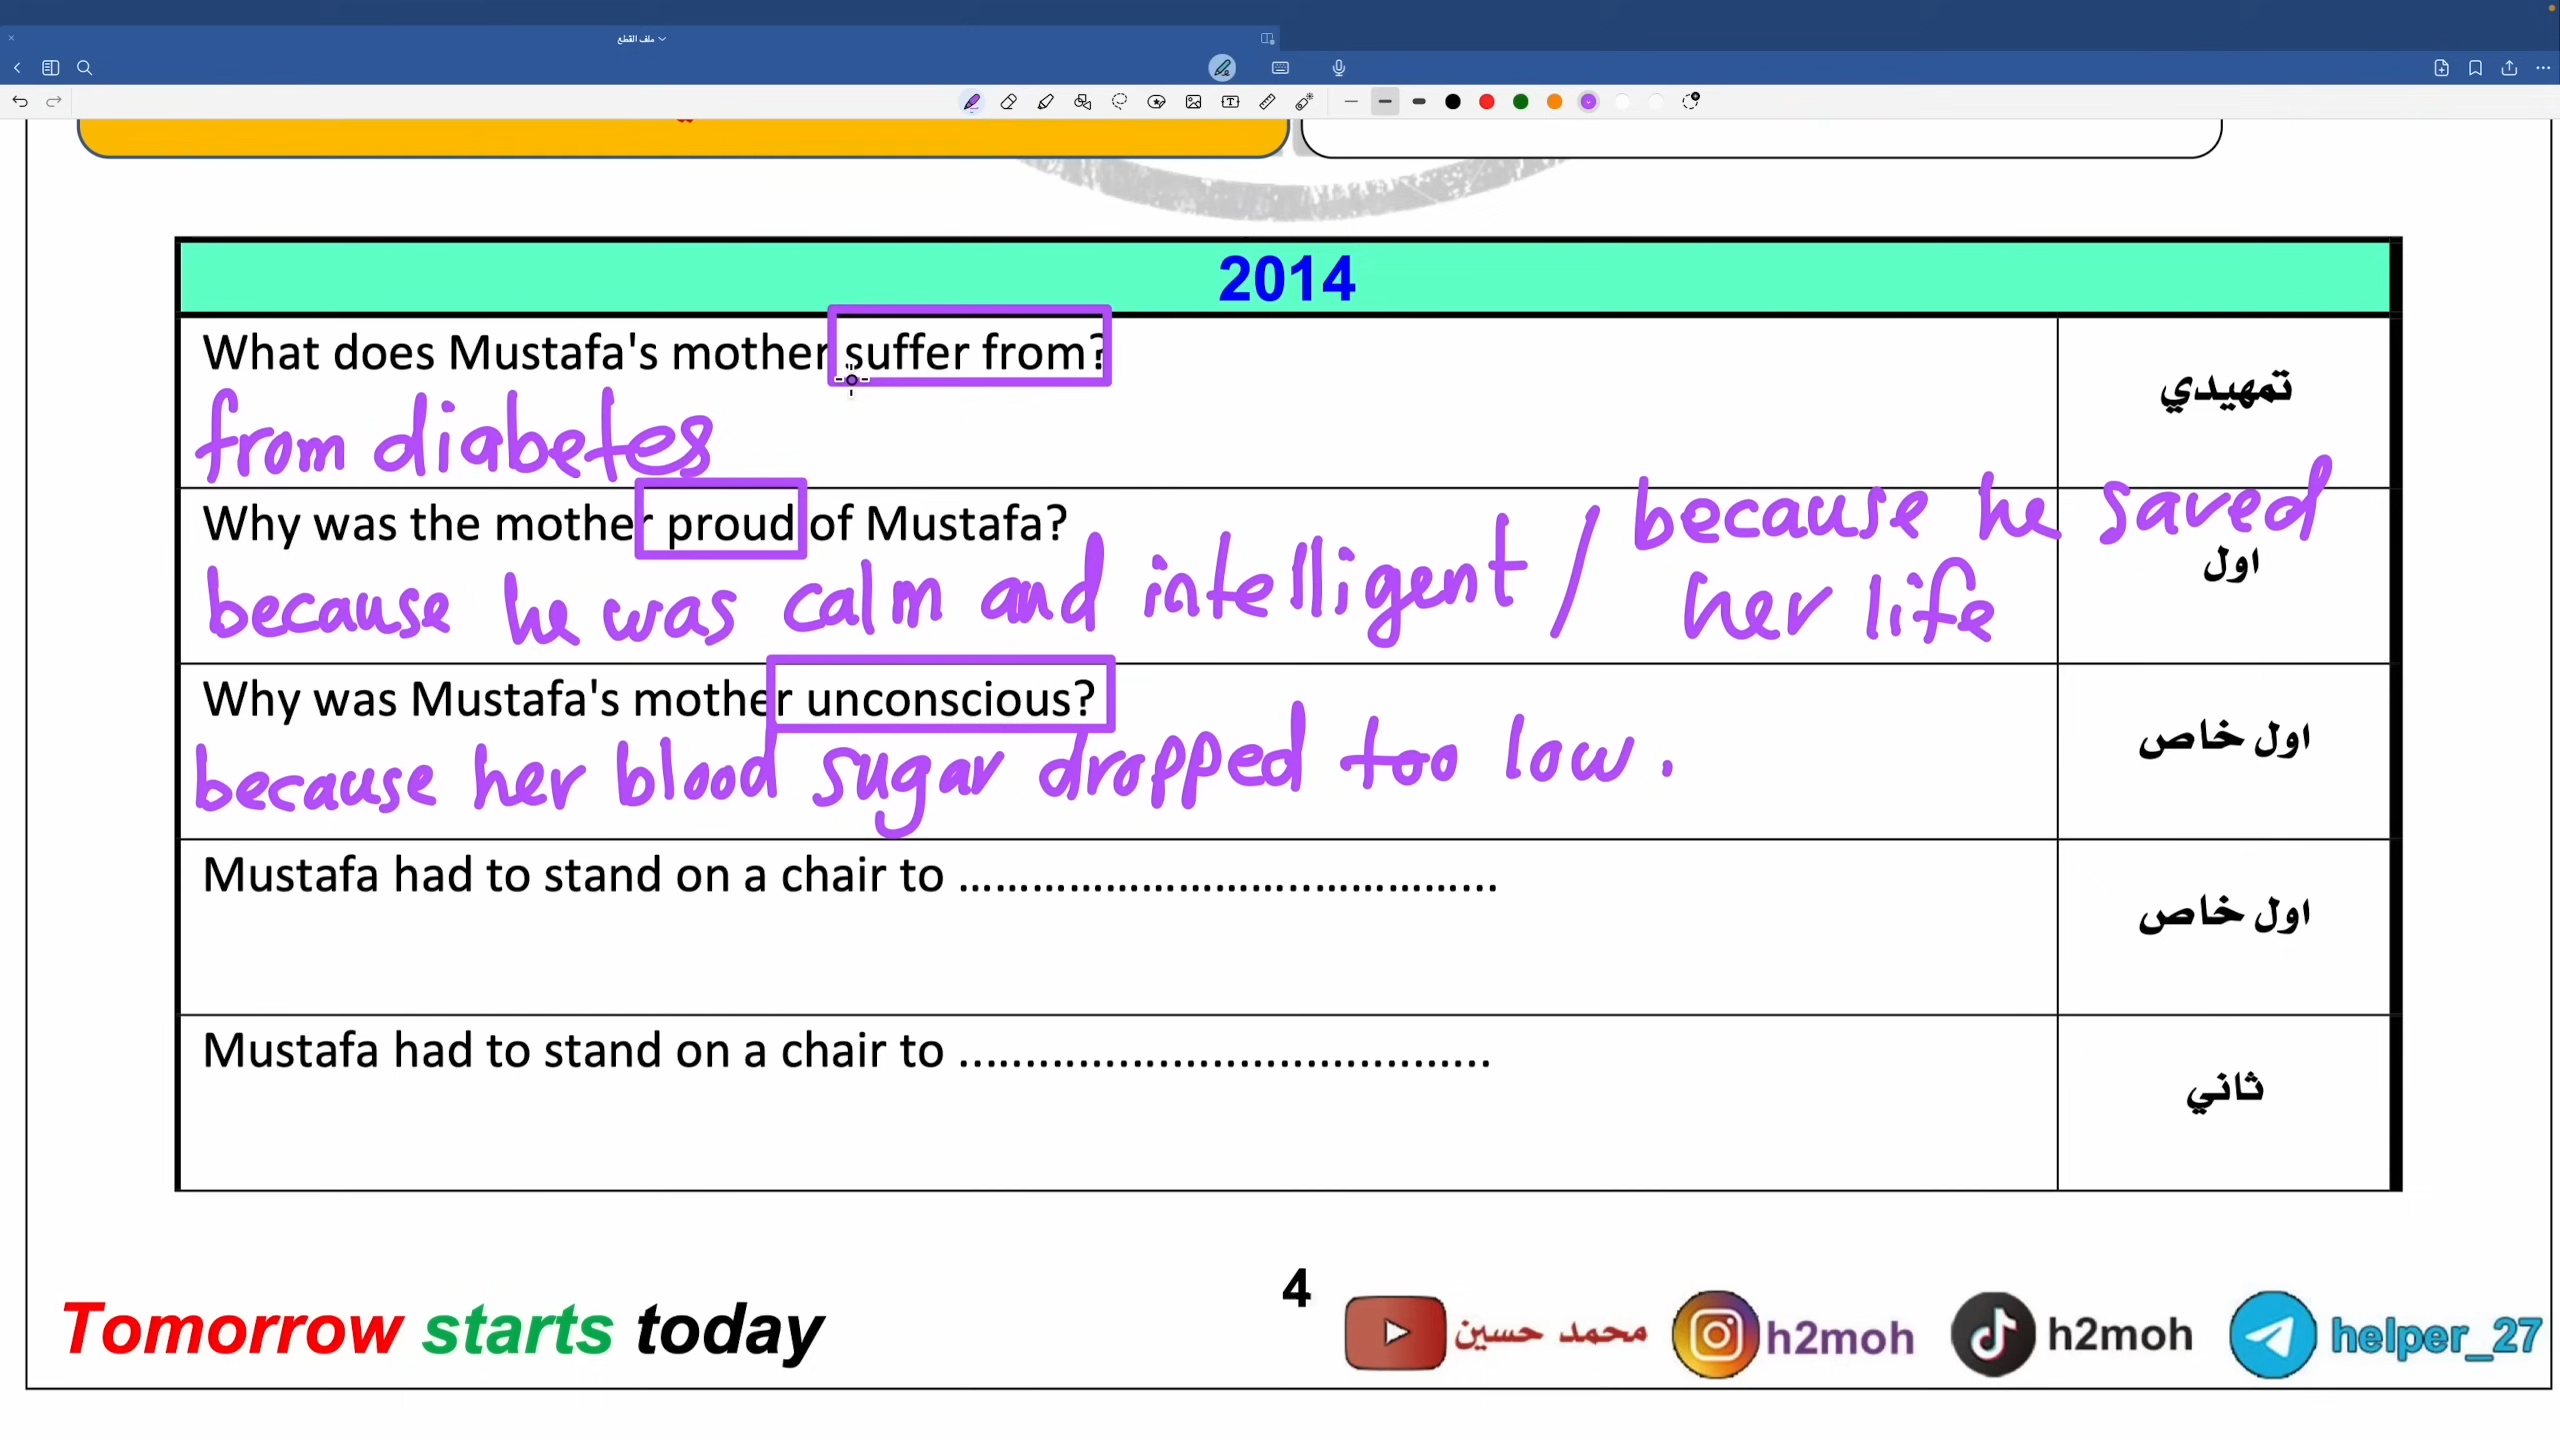 ملف القطع
2014
What does Mustafa's mother suffer from?
تمهيدي
from diabetes
Why was the mother proud of Mustafa?
اول
because he was calm and intelligent / because he saved
her life
Why was Mustafa's mother unconscious?
اول خاص
because her blood sugar dropped too low.
Mustafa had to stand on a chair to ............................................
اول خاص
Mustafa had to stand on a chair to ........................................
ثاني
Tomorrow starts today
4
محمد حسين
h2moh
h2moh
helper_27